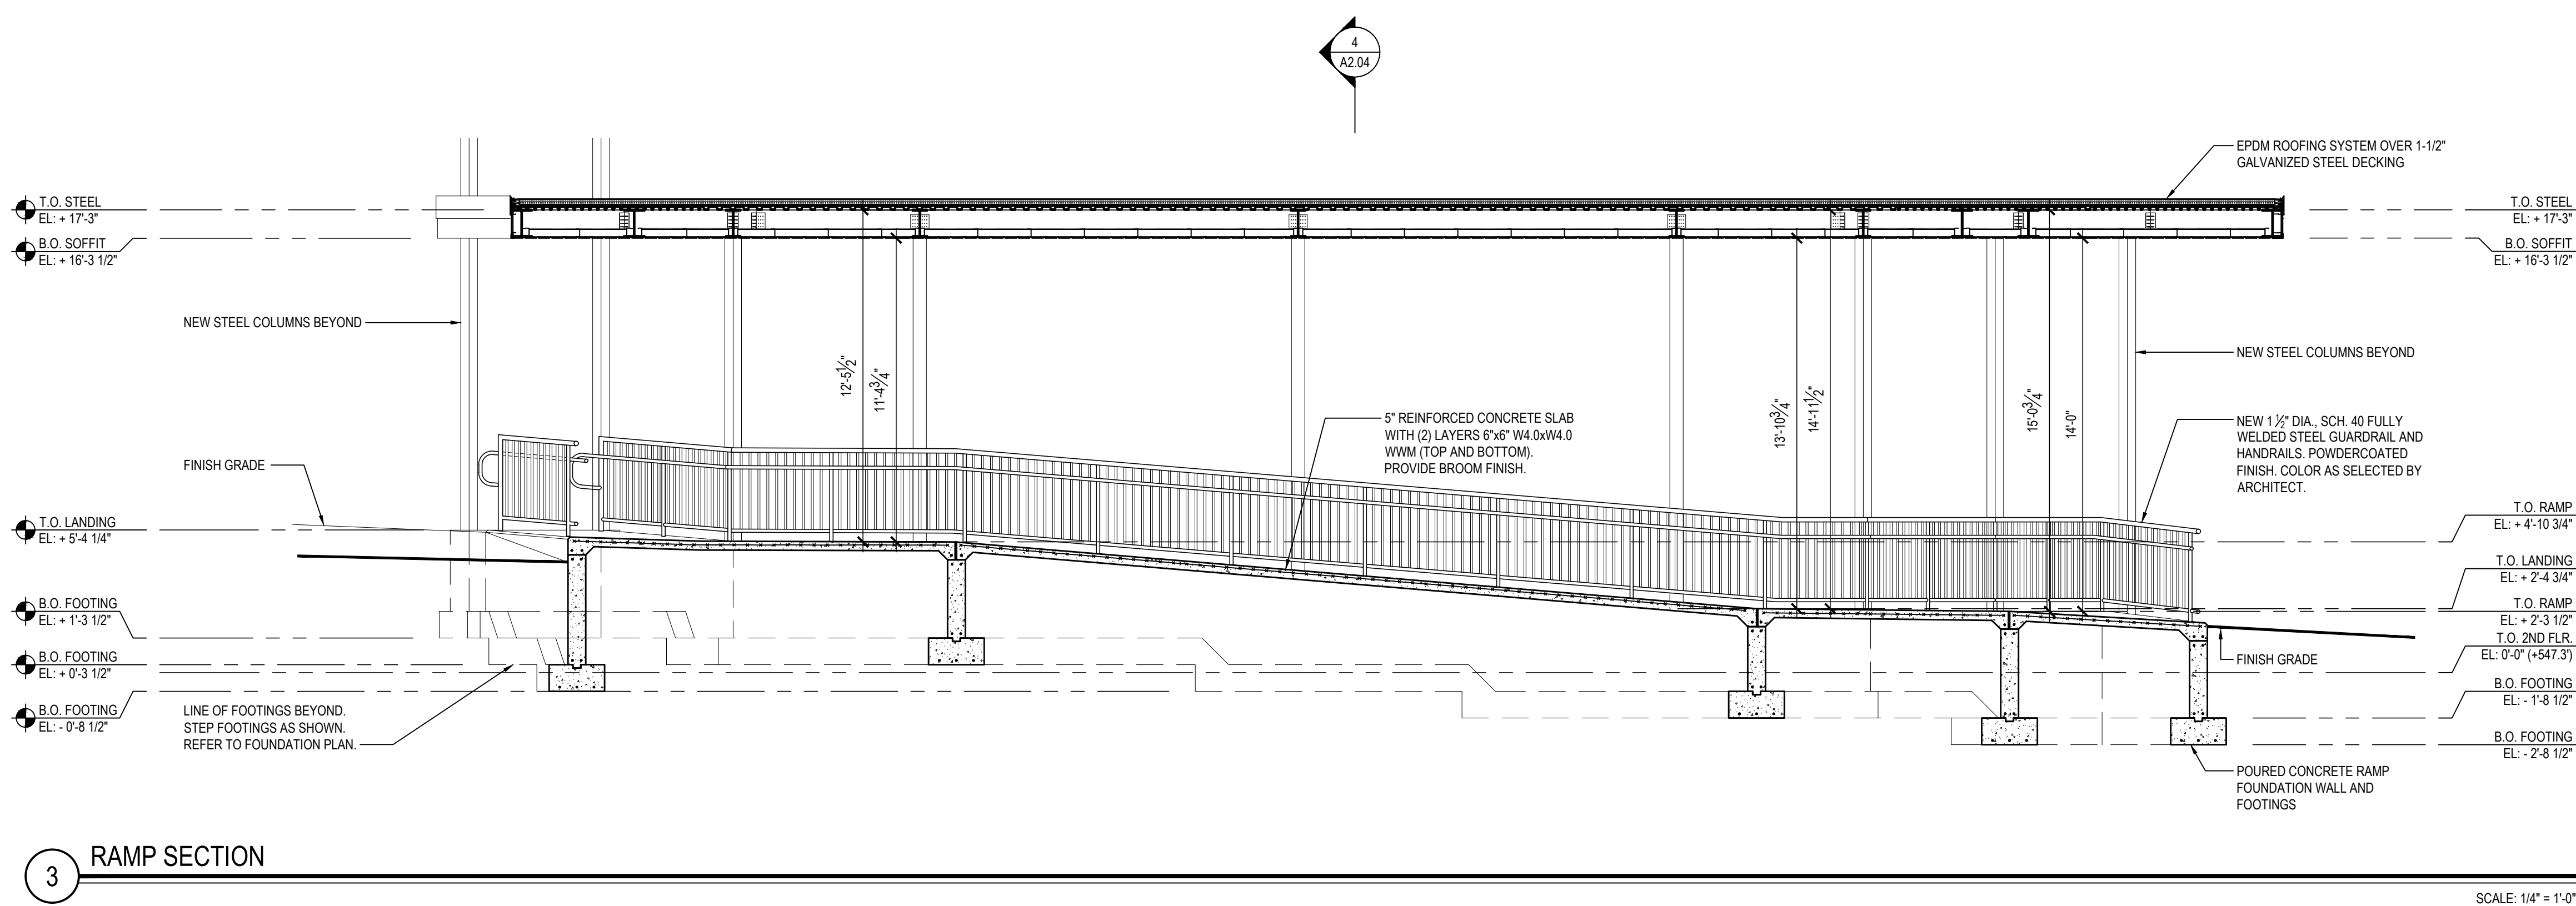 4
A2.04
EPDM ROOFING SYSTEM OVER 1-1/2"
GALVANIZED STEEL DECKING
T.O. STEEL
EL: + 17'-3"
B.O. SOFFIT
EL: + 16'-3 1/2"
T.O. STEEL
EL: + 17'-3"
B.O. SOFFIT
EL: + 16'-3 1/2"
NEW STEEL COLUMNS BEYOND
NEW STEEL COLUMNS BEYOND
12'-5½"
11'-4¾"
13'-10¾"
14'-11½"
15'-0¾"
14'-0"
5" REINFORCED CONCRETE SLAB
WITH (2) LAYERS 6"x6" W4.0xW4.0
WWM (TOP AND BOTTOM).
PROVIDE BROOM FINISH.
NEW 1 ½" DIA., SCH. 40 FULLY
WELDED STEEL GUARDRAIL AND
HANDRAILS. POWDERCOATED
FINISH. COLOR AS SELECTED BY
ARCHITECT.
FINISH GRADE
T.O. LANDING
EL: + 5'-4 1/4"
B.O. FOOTING
EL: + 1'-3 1/2"
B.O. FOOTING
EL: + 0'-3 1/2"
B.O. FOOTING
EL: - 0'-8 1/2"
T.O. RAMP
EL: + 4'-10 3/4"
T.O. LANDING
EL: + 2'-4 3/4"
T.O. RAMP
EL: + 2'-3 1/2"
T.O. 2ND FLR.
EL: 0'-0" (+547.3')
B.O. FOOTING
EL: - 1'-8 1/2"
B.O. FOOTING
EL: - 2'-8 1/2"
FINISH GRADE
LINE OF FOOTINGS BEYOND.
STEP FOOTINGS AS SHOWN.
REFER TO FOUNDATION PLAN.
POURED CONCRETE RAMP
FOUNDATION WALL AND
FOOTINGS
3
RAMP SECTION
SCALE: 1/4" = 1'-0"